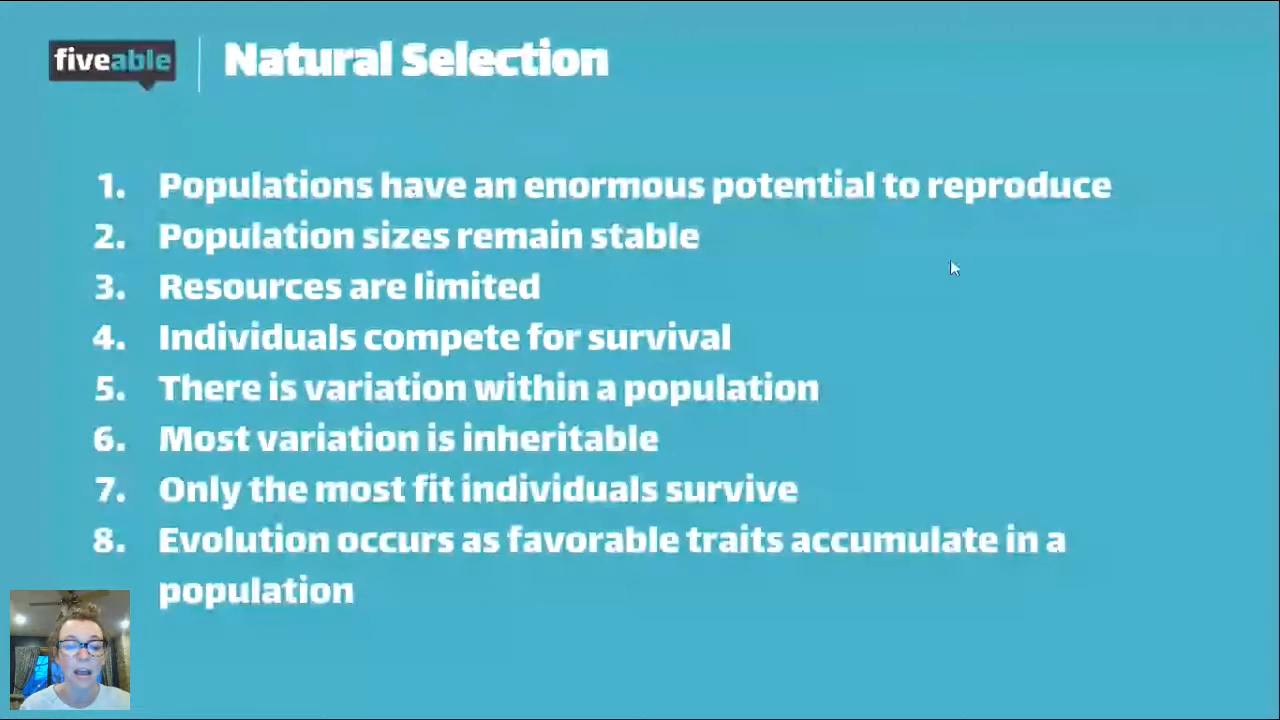 fiveable
Natural Selection
1. Populations have an enormous potential to reproduce
2. Population sizes remain stable
3. Resources are limited
4. Individuals compete for survival
5. There is variation within a population
6. Most variation is inheritable
7. Only the most fit individuals survive
8. Evolution occurs as favorable traits accumulate in a
population